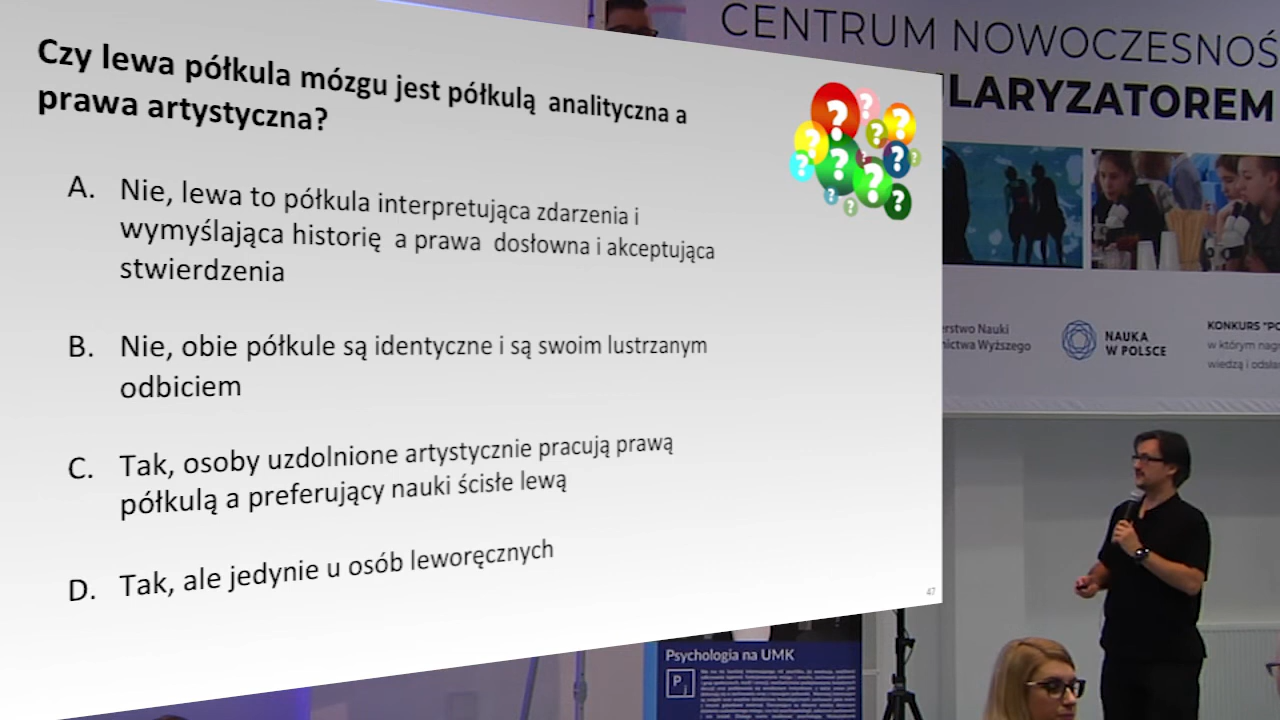 Czy lewa półkula mózgu jest półkulą analityczna a
prawa artystyczna?
A. Nie, lewa to półkula interpretująca zdarzenia i
wymyślająca historię a prawa dosłowna i akceptująca
stwierdzenia
B. Nie, obie półkule są identyczne i są swoim lustrzanym
odbiciem
C. Tak, osoby uzdolnione artystycznie pracują prawą
półkulą a preferujący nauki ścisłe lewą
D. Tak, ale jedynie u osób leworęcznych
47
CENTRUM NOWOCZESNOŚ
LARYZATOREM
erstwo Nauki
nictwa Wyższego
NAUKA
W POLSCE
KONKURS "PO
w którym nagr
wiedzą i odsła
Psychologia na UMK